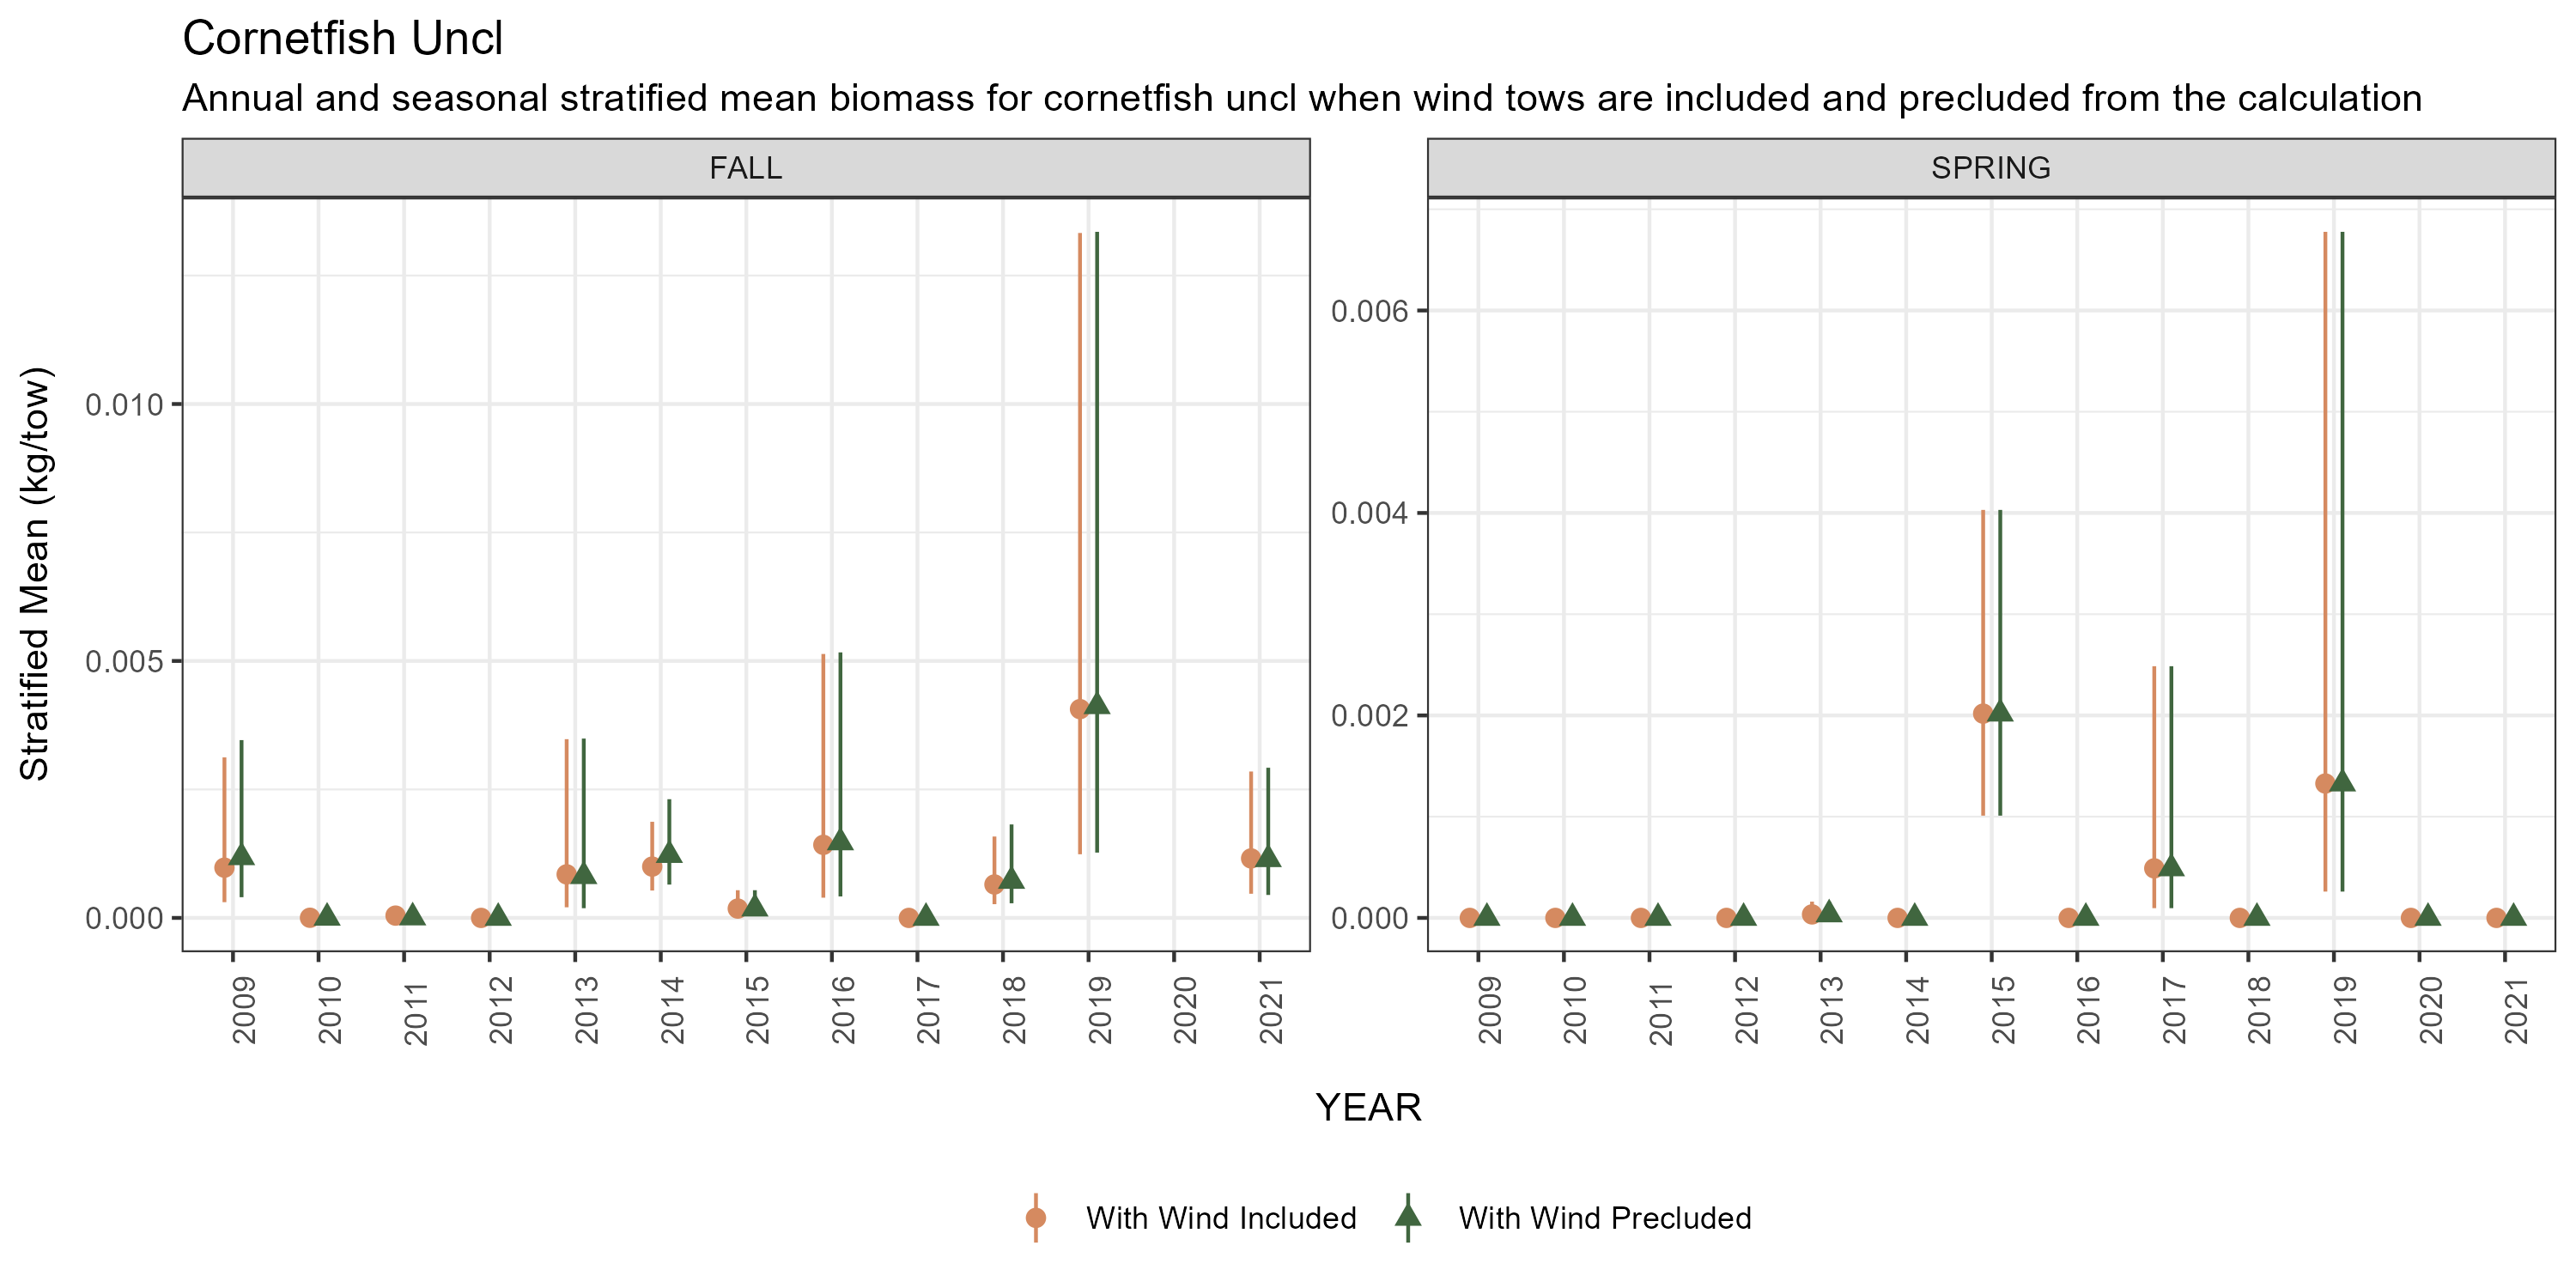 Cornetfish Uncl
Annual and seasonal stratified mean biomass for cornetfish uncl when wind tows are included and precluded from the calculation
FALL
SPRING
Stratified Mean (kg/tow)
0.010
0.005
0.000
0.006
0.004
0.002
0.000
2009 2010 2011 2012 2013 2014 2015 2016 2017 2018 2019 2020 2021
2009 2010 2011 2012 2013 2014 2015 2016 2017 2018 2019 2020 2021
YEAR
With Wind Included
With Wind Precluded